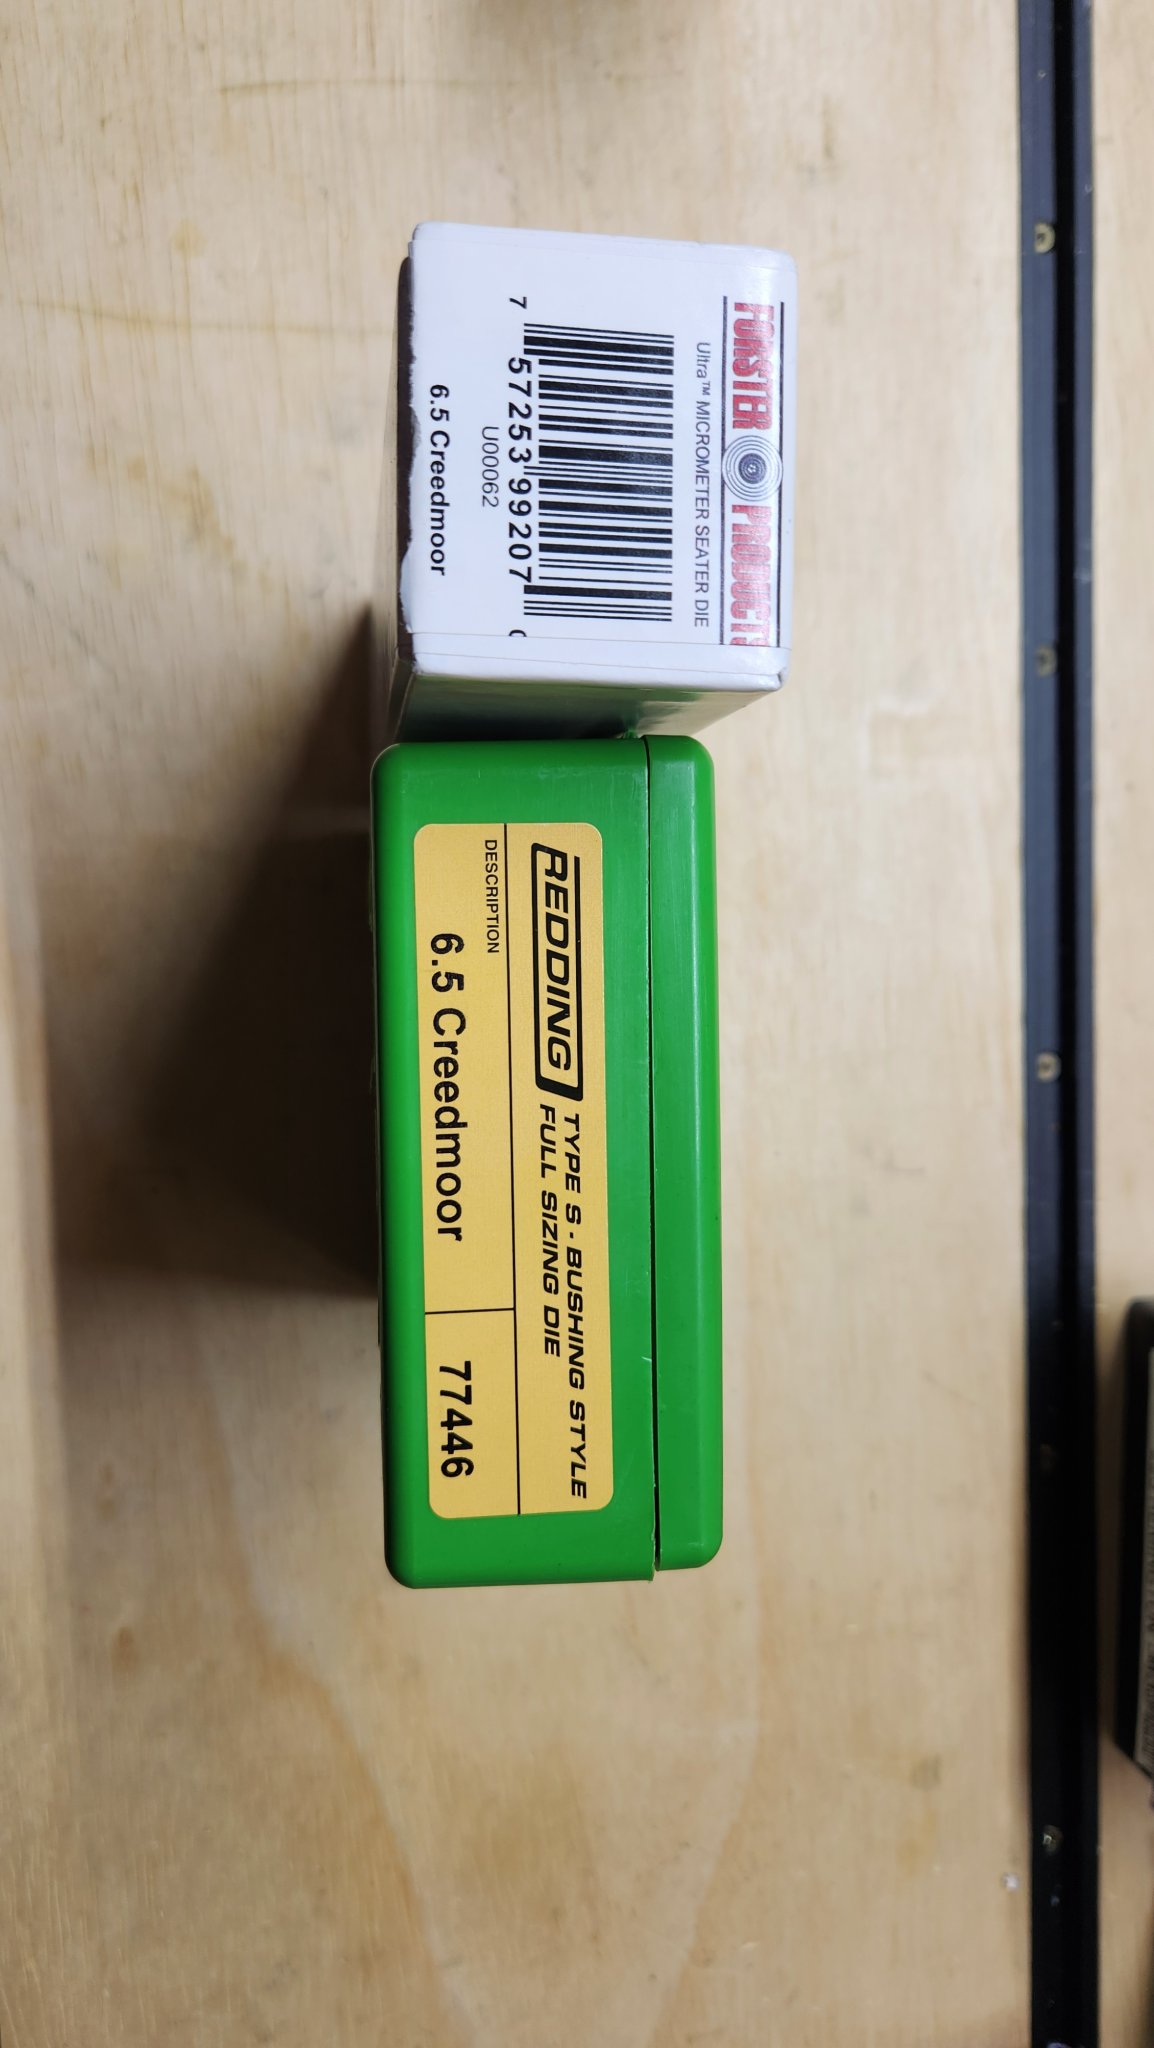 FORSTER PRODUCTS
Ultra™ MICROMETER SEATER DIE
7 57253 99207 0
U00062
6.5 Creedmoor
REDDING
TYPE S - BUSHING STYLE
FULL SIZING DIE
DESCRIPTION
6.5 Creedmoor
77446